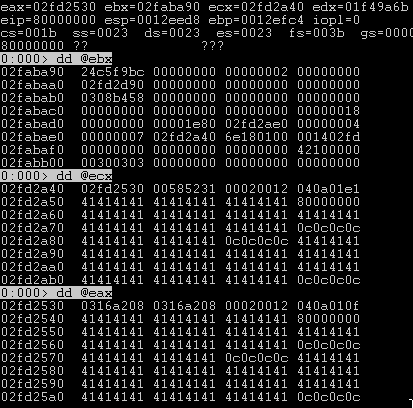 eax=02fd2530 ebx=02faba90 ecx=02fd2a40 edx=01f49a6b
eip=80000000 esp=0012eed8 ebp=0012efc4 iopl=0
cs=001b  ss=0023  ds=0023  es=0023  fs=003b  gs=0000
80000000 ??              ???
0:000> dd @ebx
02faba90  24c5f9bc 00000000 00000002 00000000
02fabaa0  02fd2d90 00000000 00000000 00000000
02fabab0  0308b458 00000000 00000000 00000000
02fabac0  00000000 00000000 00000000 00000018
02fabad0  00000000 00001e80 02fd2ae0 00000004
02fabae0  00000007 02fd2a40 6e180100 001402fd
02fabaf0  00000000 00000000 00000000 42100000
02fabb00  00300303 00000000 00000000 00000000
0:000> dd @ecx
02fd2a40  02fd2530 00585231 00020012 040a01e1
02fd2a50  41414141 41414141 41414141 80000000
02fd2a60  41414141 41414141 41414141 41414141
02fd2a70  41414141 41414141 41414141 0c0c0c0c
02fd2a80  41414141 41414141 0c0c0c0c 41414141
02fd2a90  41414141 41414141 41414141 41414141
02fd2aa0  41414141 41414141 41414141 41414141
02fd2ab0  41414141 41414141 41414141 0c0c0c0c
0:000> dd @eax
02fd2530  0316a208 0316a208 00020012 040a010f
02fd2540  41414141 41414141 41414141 80000000
02fd2550  41414141 41414141 41414141 41414141
02fd2560  41414141 41414141 41414141 0c0c0c0c
02fd2570  41414141 41414141 0c0c0c0c 41414141
02fd2580  41414141 41414141 41414141 41414141
02fd2590  41414141 41414141 41414141 41414141
02fd25a0  41414141 41414141 41414141 0c0c0c0c